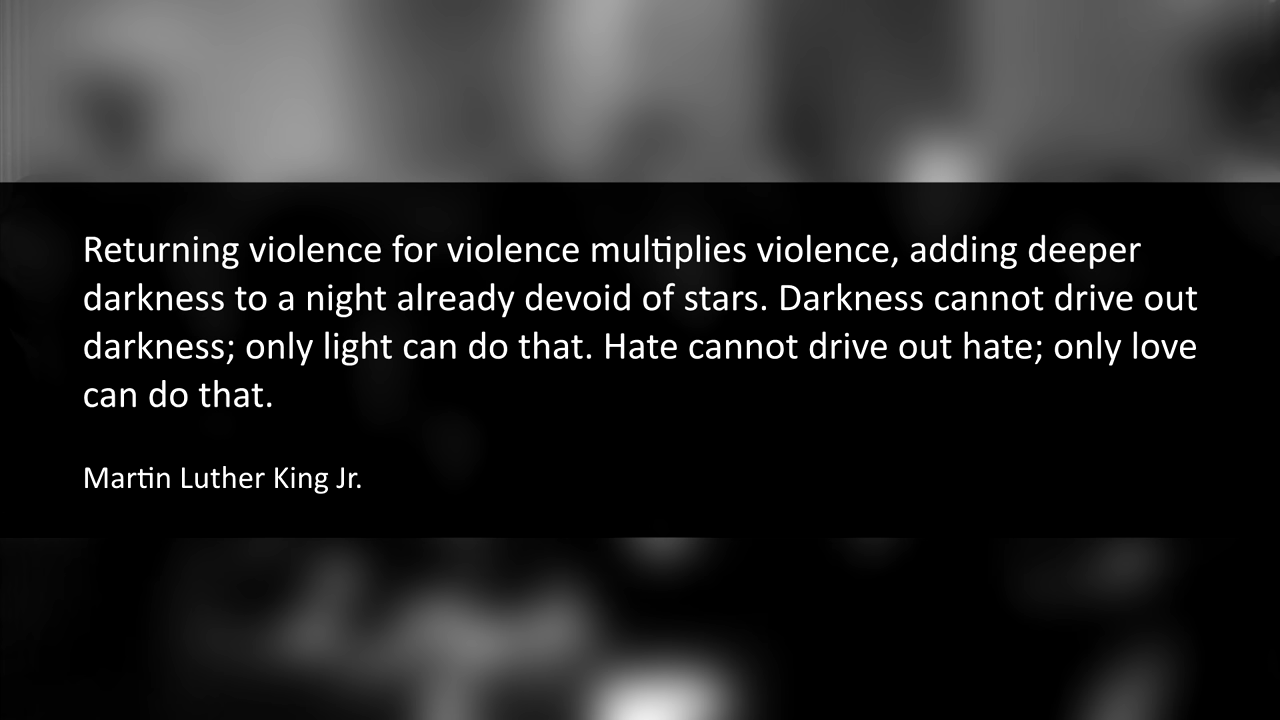 Returning violence for violence multiplies violence, adding deeper
darkness to a night already devoid of stars. Darkness cannot drive out
darkness; only light can do that. Hate cannot drive out hate; only love
can do that.
Martin Luther King Jr.